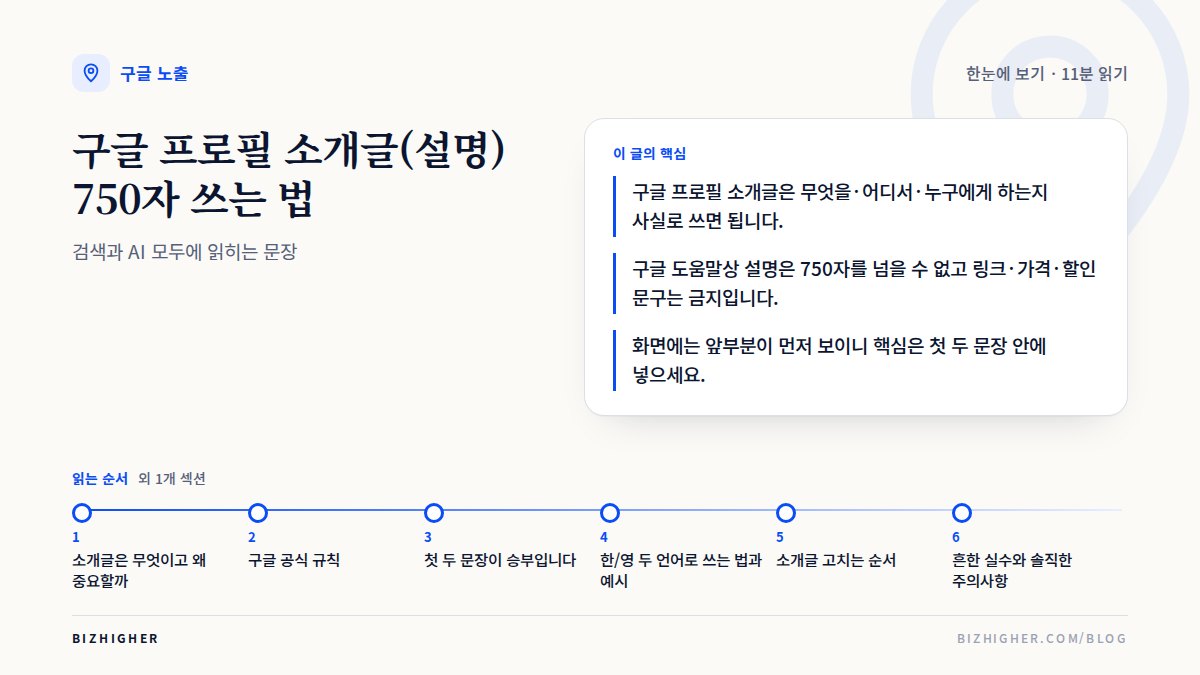 구글 노출
한눈에 보기 · 11분 읽기
구글 프로필 소개글(설명)
750자 쓰는 법
검색과 AI 모두에 읽히는 문장
이 글의 핵심
구글 프로필 소개글은 무엇을·어디서·누구에게 하는지
사실로 쓰면 됩니다.
구글 도움말상 설명은 750자를 넘을 수 없고 링크·가격·할인
문구는 금지입니다.
화면에는 앞부분이 먼저 보이니 핵심은 첫 두 문장 안에
넣으세요.
읽는 순서 외 1개 섹션
1
소개글은 무엇이고 왜
중요할까
2
구글 공식 규칙
3
첫 두 문장이 승부입니다
4
한/영 두 언어로 쓰는 법과
예시
5
소개글 고치는 순서
6
흔한 실수와 솔직한
주의사항
BIZHIGHER
BIZHIGHER.COM/BLOG